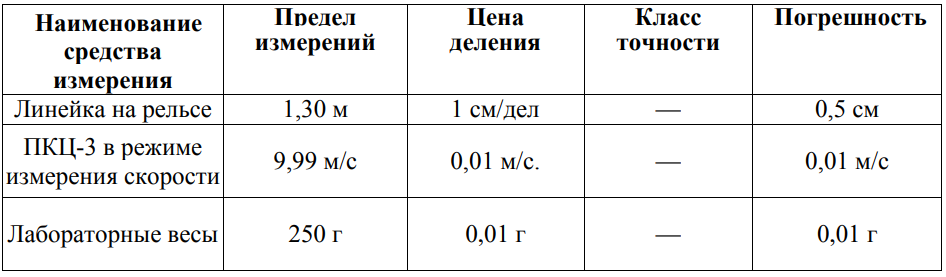 Наименование
средства
измерения
Предел
измерений
Цена
деления
Класс
точности
Погрешность
Линейка на рельсе
1,30 м
1 см/дел
—
0,5 см
ПКЦ-3 в режиме
измерения скорости
9,99 м/с
0,01 м/с.
—
0,01 м/с
Лабораторные весы
250 г
0,01 г
—
0,01 г